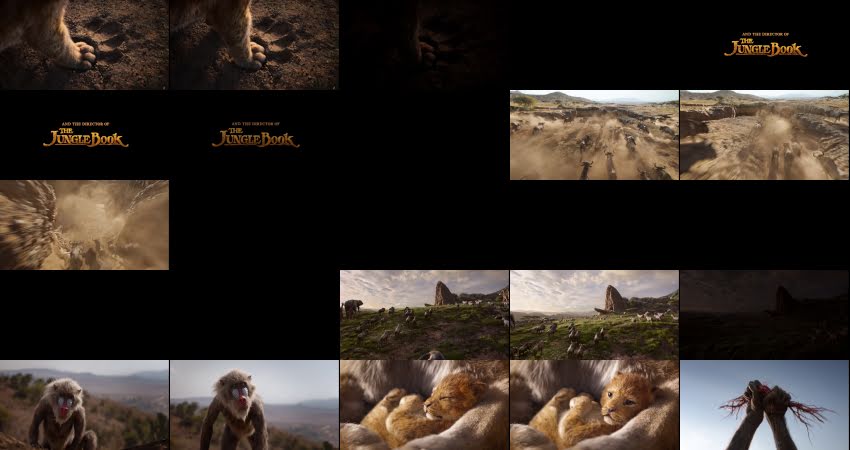 AND THE DIRECTOR OF
THE
JUNGLE BOOK
AND THE DIRECTOR OF
THE
JUNGLE BOOK
AND THE DIRECTOR OF
THE
JUNGLE BOOK